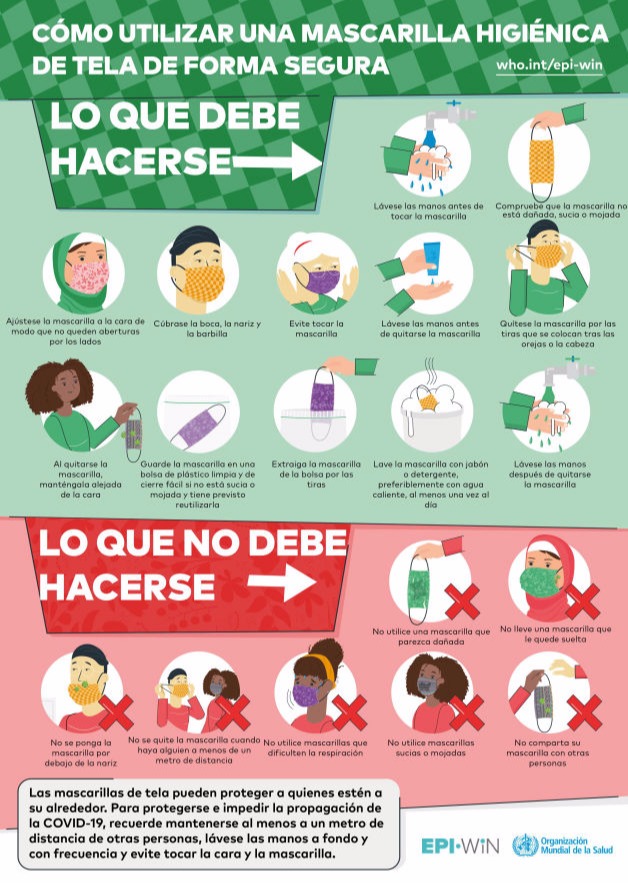 CÓMO UTILIZAR UNA MASCARILLA HIGIÉNICA
DE TELA DE FORMA SEGURA
who.int/epi-win
LO QUE DEBE
HACERSE
Lávese las manos antes de
tocar la mascarilla
Compruebe que la mascarilla no
está dañada, sucia o mojada
Ajústese la mascarilla a la cara de
modo que no queden aberturas
por los lados
Cúbrase la boca, la nariz y
la barbilla
Evite tocar la
mascarilla
Lávese las manos antes
de quitarse la mascarilla
Quítese la mascarilla por las
tiras que se colocan tras las
orejas o la cabeza
Al quitarse la
mascarilla,
manténgala alejada
de la cara
Guarde la mascarilla en una
bolsa de plástico limpia y de
cierre fácil si no está sucia o
mojada y tiene previsto
reutilizarla
Extraiga la mascarilla
de la bolsa por las
tiras
Lave la mascarilla con jabón
o detergente,
preferiblemente con agua
caliente, al menos una vez al
día
Lávese las manos
después de quitarse
la mascarilla
LO QUE NO DEBE
HACERSE
No utilice una mascarilla que
parezca dañada
No lleve una mascarilla que
le quede suelta
No se ponga la
mascarilla por
debajo de la nariz
No se quite la mascarilla cuando
haya alguien a menos de un
metro de distancia
No utilice mascarillas que
dificulten la respiración
No utilice mascarillas
sucias o mojadas
No comparta su
mascarilla con otras
personas
Las mascarillas de tela pueden proteger a quienes estén a
su alrededor. Para protegerse e impedir la propagación de
la COVID-19, recuerde mantenerse al menos a un metro de
distancia de otras personas, lávese las manos a fondo y
con frecuencia y evite tocar la cara y la mascarilla.
EPI·WiN
Organización
Mundial de la Salud